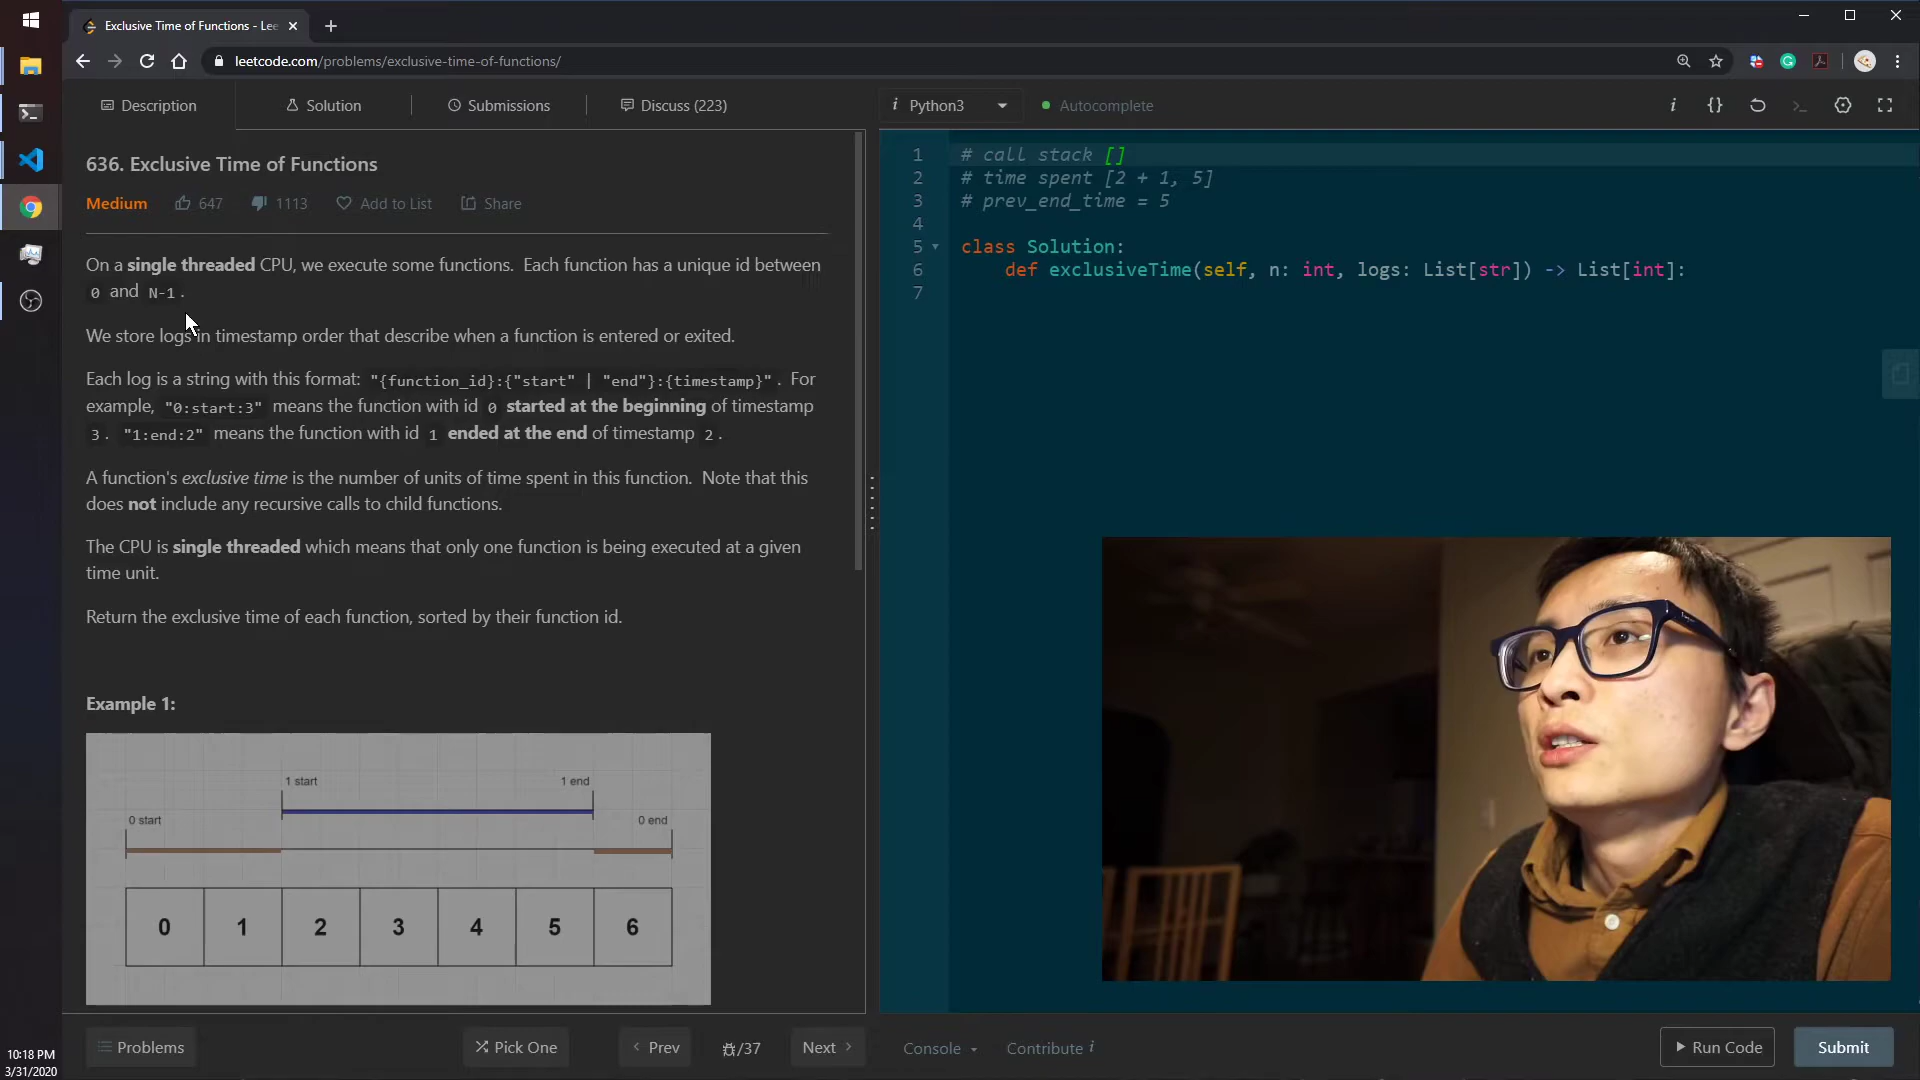 Exclusive Time of Functions - Lee
leetcode.com/problems/exclusive-time-of-functions/
Description
Solution
Submissions
Discuss (223)
i Python3
Autocomplete
i {}
636. Exclusive Time of Functions
Medium 647 1113 Add to List Share
On a single threaded CPU, we execute some functions. Each function has a unique id between
0 and N-1.
We store logs in timestamp order that describe when a function is entered or exited.
Each log is a string with this format: "{function_id}:{"start" | "end"}:{timestamp}". For
example, "0:start:3" means the function with id 0 started at the beginning of timestamp
3. "1:end:2" means the function with id 1 ended at the end of timestamp 2.
A function's exclusive time is the number of units of time spent in this function. Note that this
does not include any recursive calls to child functions.
The CPU is single threaded which means that only one function is being executed at a given
time unit.
Return the exclusive time of each function, sorted by their function id.
Example 1:
1 start 1 end
0 start 0 end
0 1 2 3 4 5 6
1 # call stack []
2 # time spent [2 + 1, 5]
3 # prev_end_time = 5
4
5 class Solution:
6 def exclusiveTime(self, n: int, logs: List[str]) -> List[int]:
7
Problems
Pick One
Prev
/37
Next
Console
Contribute i
Run Code
Submit
10:18 PM
3/31/2020